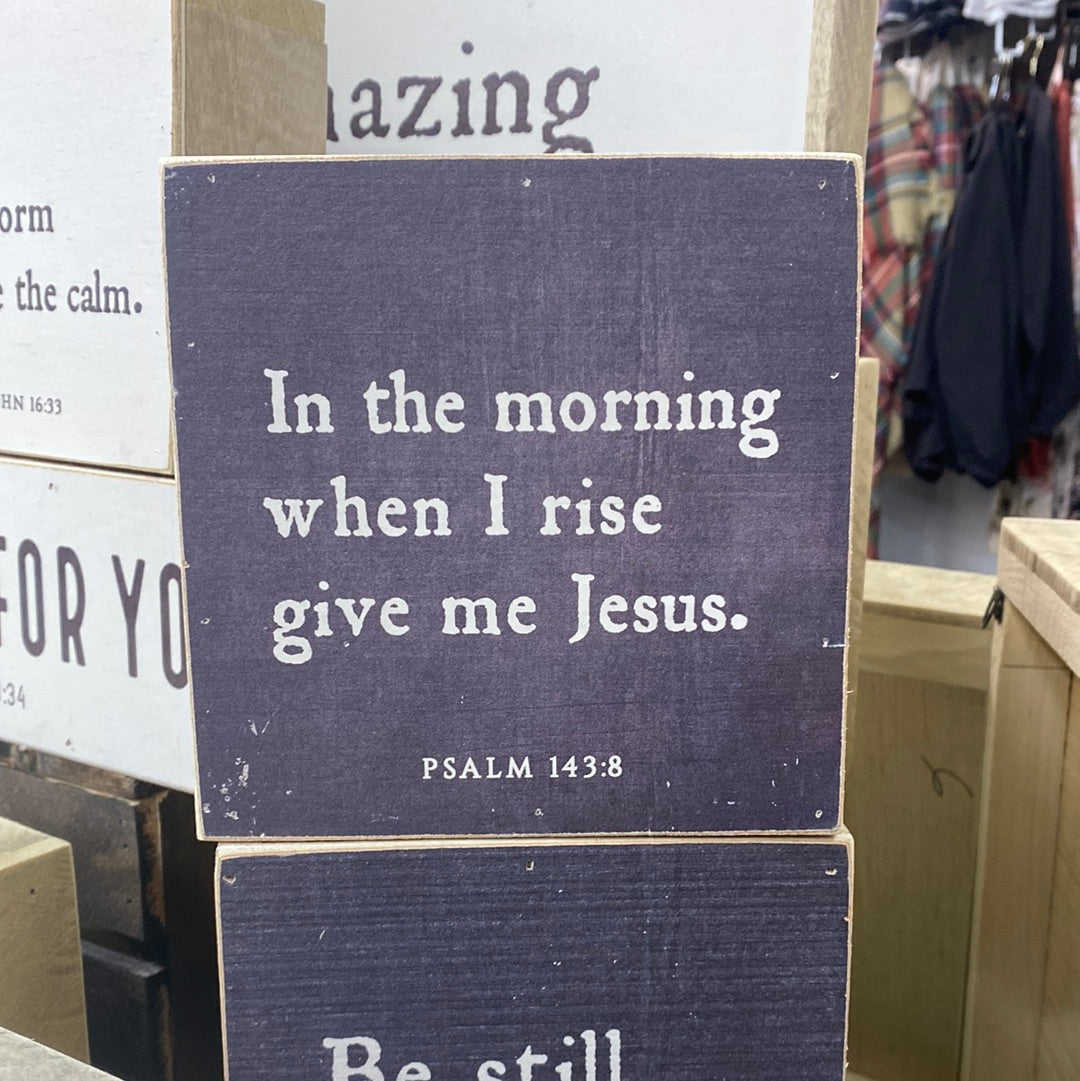 orm
the calm.
HN 16:33
FOR YO
:34
azing
In the morning
when I rise
give me Jesus.
PSALM 143:8
Be still